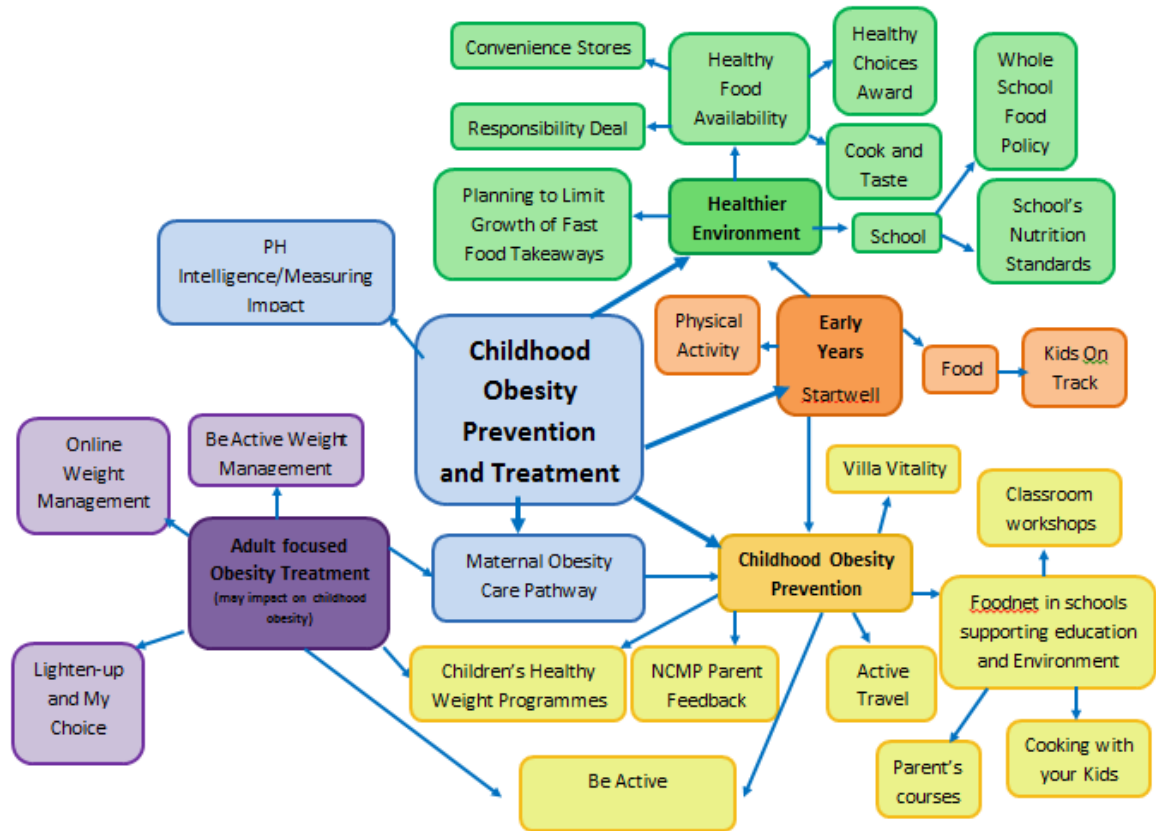 Convenience Stores
Healthy
Food
Availability
Healthy
Choices
Award
Whole
School
Food
Policy
Responsibility Deal
Cook and
Taste
Planning to Limit
Growth of Fast
Food Takeaways
Healthier
Environment
School
School's
Nutrition
Standards
PH
Intelligence/Measuring
Impact
Childhood
Obesity
Prevention
and Treatment
Physical
Activity
Early
Years
Startwell
Food
Kids On
Track
Online
Weight
Management
Be Active Weight
Management
Villa Vitality
Classroom
workshops
Adult focused
Obesity Treatment
(may impact on childhood
obesity)
Maternal Obesity
Care Pathway
Childhood Obesity
Prevention
Foodnet in schools
supporting education
and Environment
Lighten-up
and My
Choice
Children's Healthy
Weight Programmes
NCMP Parent
Feedback
Active
Travel
Be Active
Parent's
courses
Cooking with
your Kids